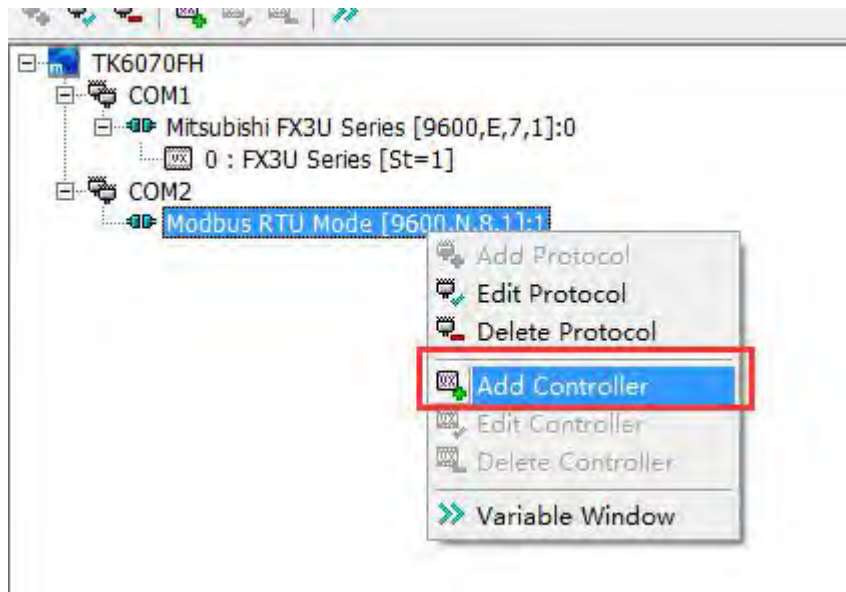 TK6070FH
COM1
Mitsubishi FX3U Series [9600,E,7,1]:0
0 : FX3U Series [St=1]
COM2
Modbus RTU Mode [9600,N,8,1]:1
Add Protocol
Edit Protocol
Delete Protocol
Add Controller
Edit Controller
Delete Controller
Variable Window